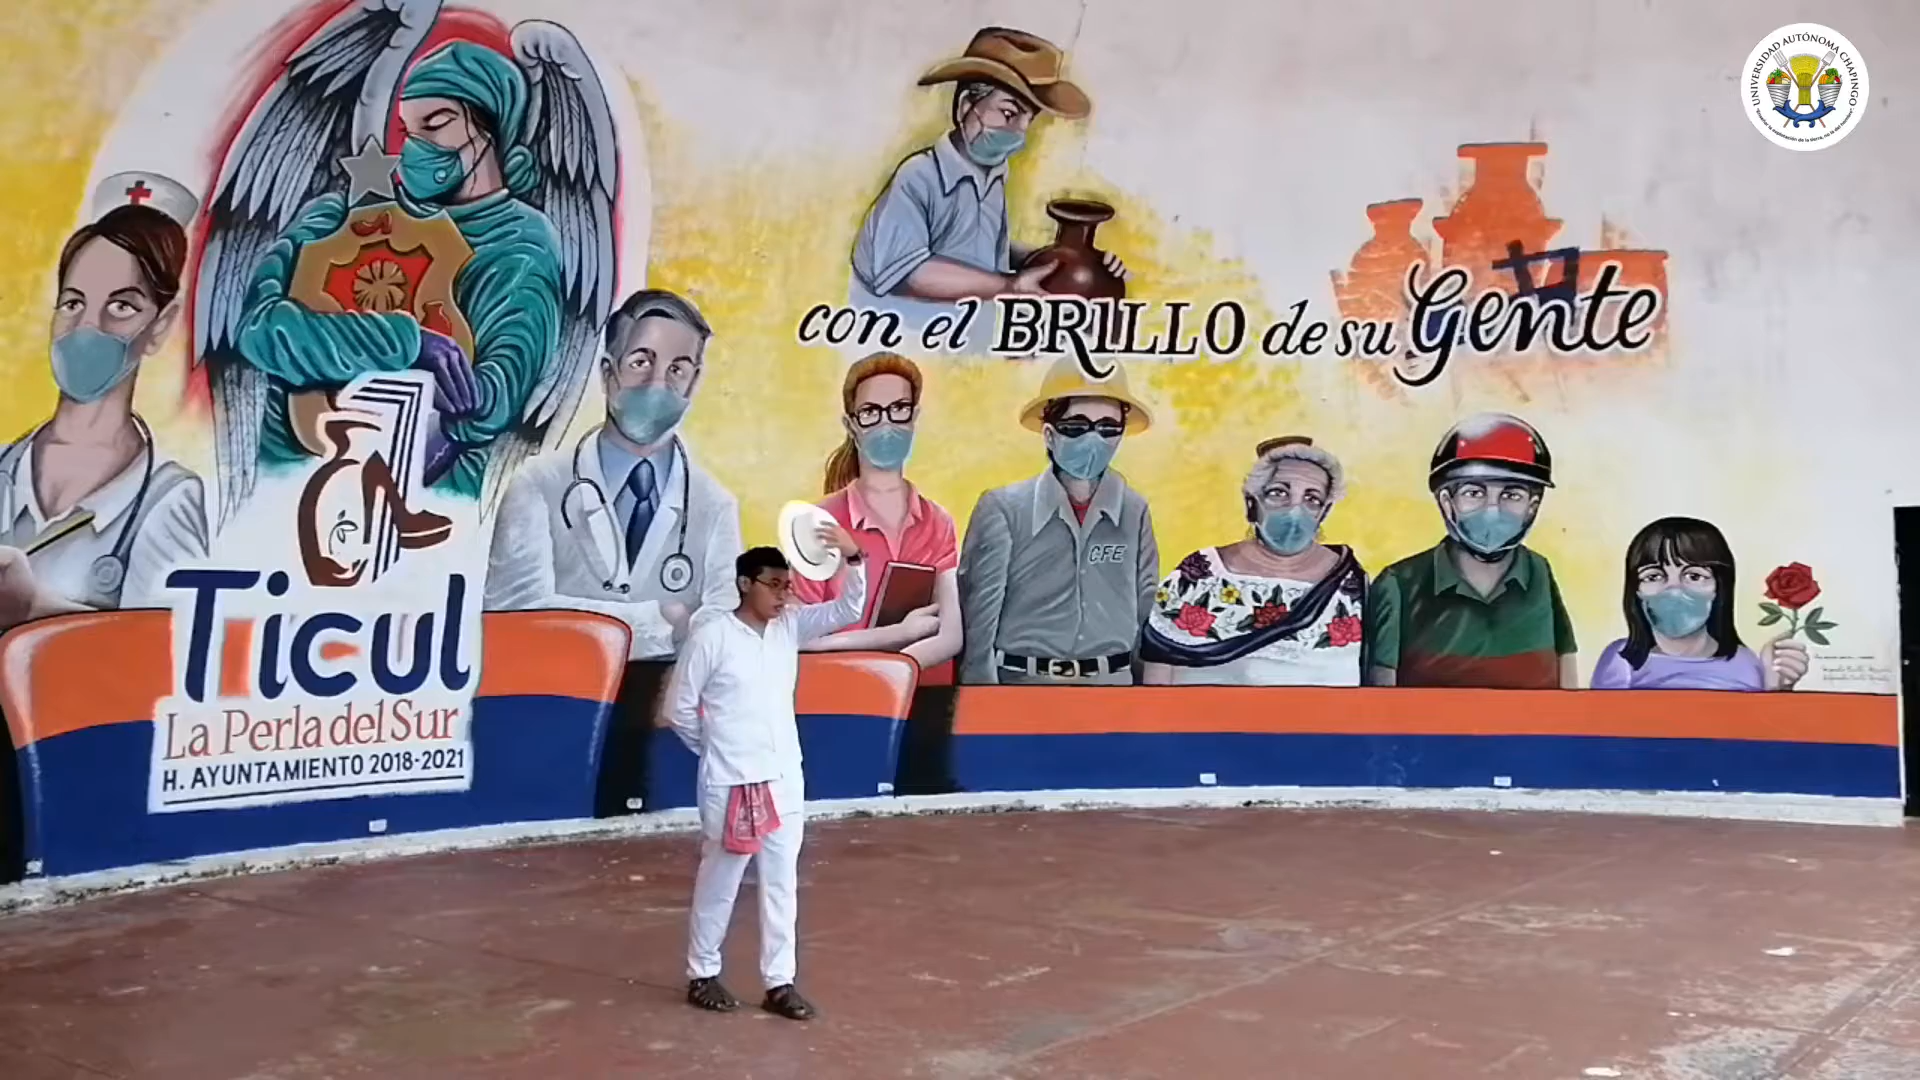 UNIVERSIDAD AUTÓNOMA CHAPINGO
con el BRILLO de su Gente
CFE
Ticul
La Perla del Sur
H. AYUNTAMIENTO 2018-2021